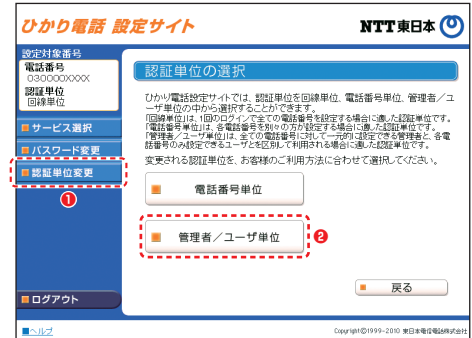 ひかり電話 設定サイト
NTT東日本
設定対象番号
電話番号
030000XXXX
認証単位
回線単位
サービス選択
パスワード変更
認証単位変更
❶
ログアウト
認証単位の選択
ひかり電話設定サイトでは、認証単位を回線単位、電話番号単位、管理者／ユ
ーザ単位の中から選択することができます。
「回線単位」は、1回のログインで全ての電話番号を設定する場合に適した認証単位です。
「電話番号単位」は、各電話番号を別々の方が設定する場合に適した認証単位です。
「管理者／ユーザ単位」は、全ての電話番号に対して一元的に設定できる管理者と、各電
話番号のみ設定できるユーザとを区別して利用される場合に適した認証単位です。
変更される認証単位を、お客様のご利用方法に合わせて選択してください。
電話番号単位
管理者／ユーザ単位
❷
戻る
ヘルプ
Copyright©1999-2010 東日本電信電話株式会社